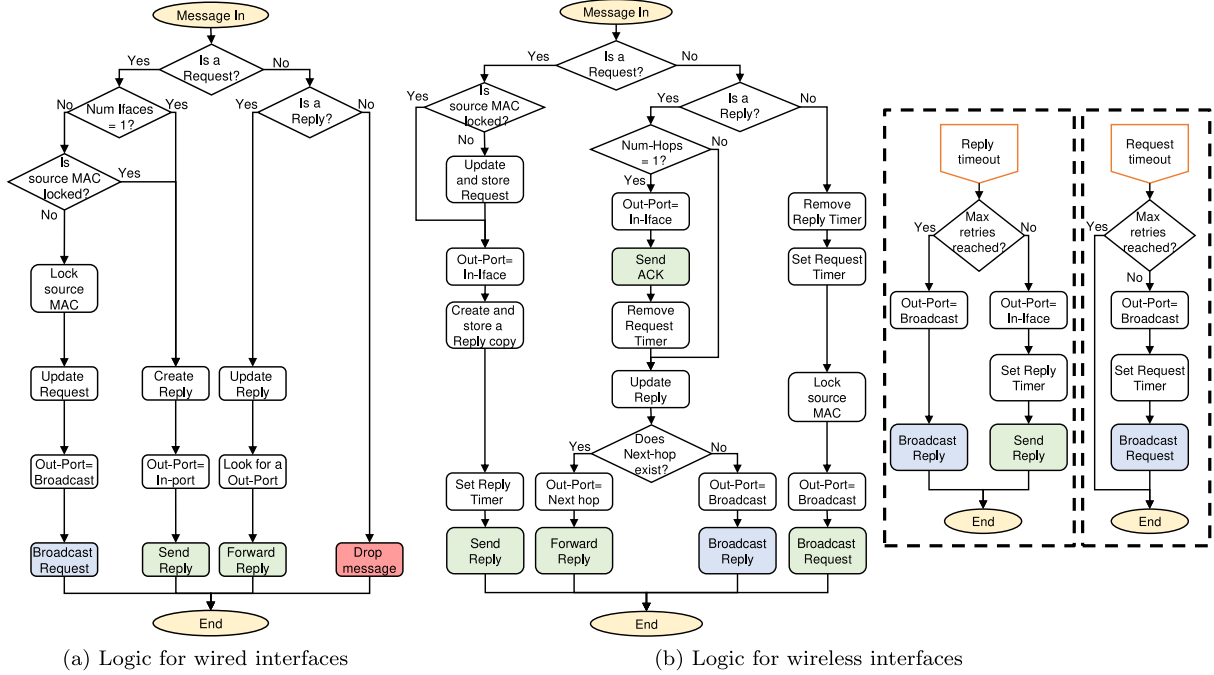 Message In
Is a
Request?
Yes
No
Num Ifaces
= 1?
No
Yes
Is a
Reply?
Yes
No
Is
source MAC
locked?
Yes
No
Lock
source
MAC
Update
Request
Create
Reply
Update
Reply
Out-Port=
Broadcast
Out-Port=
In-port
Look for a
Out-Port
Broadcast
Request
Send
Reply
Forward
Reply
Drop
message
End
(a) Logic for wired interfaces
Message In
Is a
Request?
Yes
No
Is
source MAC
locked?
Yes
No
Is a
Reply?
Yes
No
Update
and store
Request
Num-Hops
= 1?
No
Yes
Out-Port=
In-Iface
Remove
Reply Timer
Out-Port=
In-Iface
Send
ACK
Set Request
Timer
Create and
store a
Reply copy
Remove
Request
Timer
Update
Reply
Lock
source
MAC
Does
Next-hop
exist?
Yes
No
Set Reply
Timer
Out-Port=
Next hop
Out-Port=
Broadcast
Out-Port=
Broadcast
Send
Reply
Forward
Reply
Broadcast
Reply
Broadcast
Request
End
Reply
timeout
Max
retries
reached?
Yes
No
Out-Port=
Broadcast
Out-Port=
In-Iface
Set Reply
Timer
Broadcast
Reply
Send
Reply
End
Request
timeout
Max
retries
reached?
Yes
No
Out-Port=
Broadcast
Set Request
Timer
Broadcast
Request
End
(b) Logic for wireless interfaces